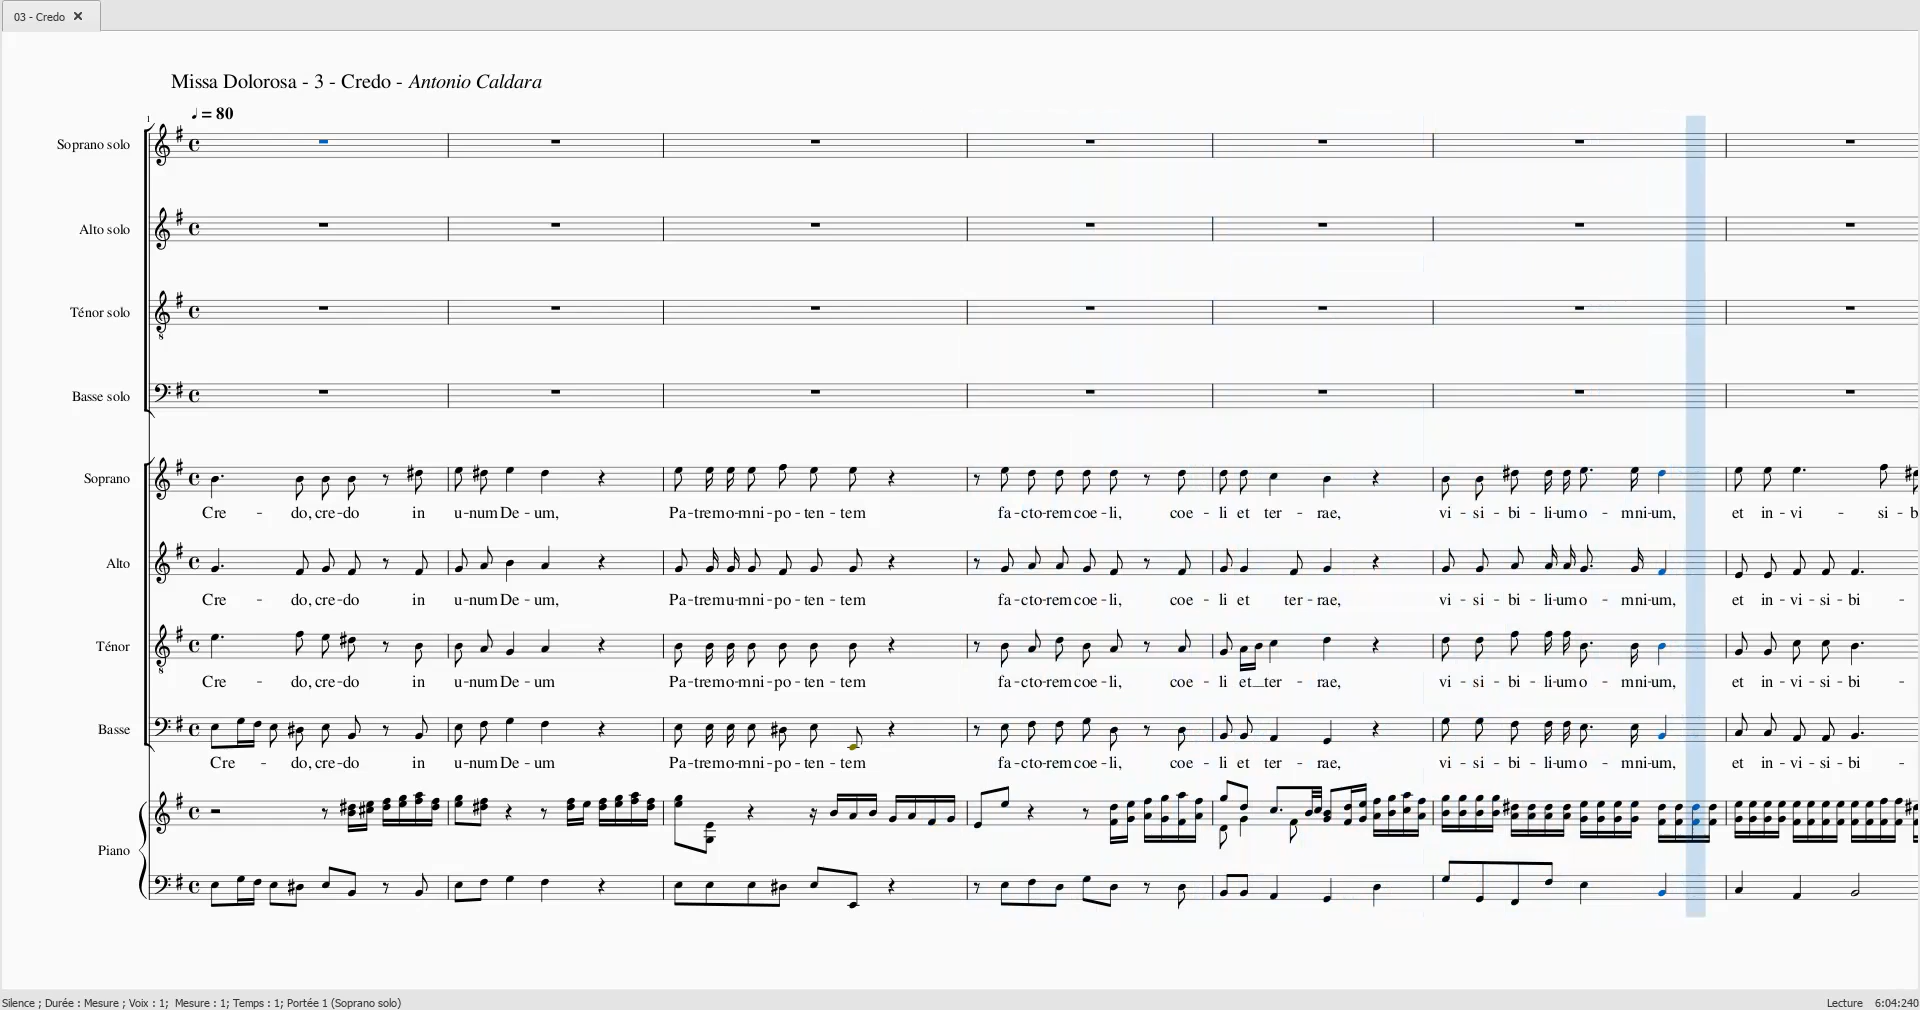 03 - Credo ✕
Missa Dolorosa - 3 - Credo - Antonio Caldara
♩ = 80
1
Soprano solo
Alto solo
Ténor solo
Basse solo
Soprano
Cre - do, cre - do in u - num De - um, Pa - trem o - mni - po - ten - tem fa - cto - rem coe - li, coe - li et ter - rae, vi - si - bi - li - um o - mni - um, et in - vi - si - b
Alto
Cre - do, cre - do in u - num De - um, Pa - trem u - mni - po - ten - tem fa - cto - rem coe - li, coe - li et ter - rae, vi - si - bi - li - um o - mni - um, et in - vi - si - bi -
Ténor
Cre - do, cre - do in u - num De - um Pa - trem o - mni - po - ten - tem fa - cto - rem coe - li, coe - li et_ ter - rae, vi - si - bi - li - um o - mni - um, et in - vi - si - bi -
Basse
Cre - do, cre - do in u - num De - um Pa - trem o - mni - po - ten - tem fa - cto - rem coe - li, coe - li et ter - rae, vi - si - bi - li - um o - mni - um, et in - vi - si - bi -
Piano
Silence ; Durée : Mesure ; Voix : 1; Mesure : 1; Temps : 1; Portée 1 (Soprano solo) Lecture 6:04:240